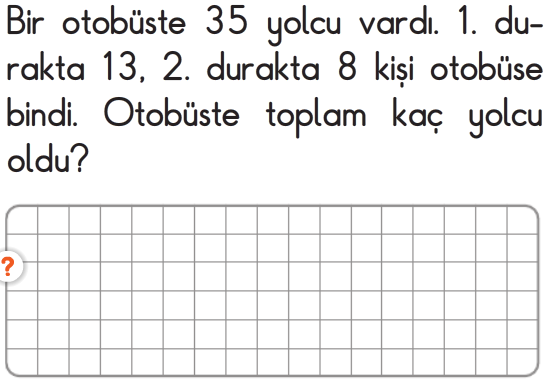 Bir otobüste 35 yolcu vardı. 1. du-
rakta 13, 2. durakta 8 kişi otobüse
bindi. Otobüste toplam kaç yolcu
oldu?
?